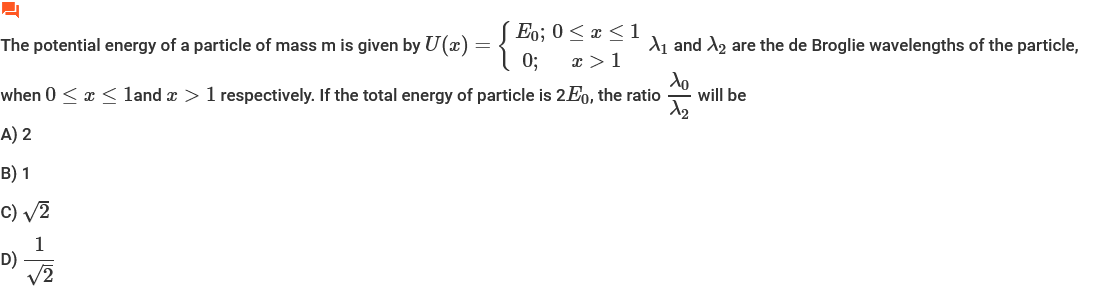 The potential energy of a particle of mass m is given by U(x) = { E₀; 0 ≤ x ≤ 1
0; x > 1 λ₁ and λ₂ are the de Broglie wavelengths of the particle,
when 0 ≤ x ≤ 1and x > 1 respectively. If the total energy of particle is 2E₀, the ratio λ₀/λ₂ will be
A) 2
B) 1
C) √2
D) 1/√2